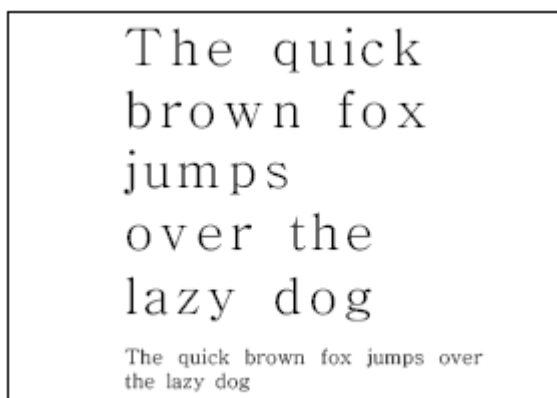 The quick
brown fox
jumps
over the
lazy dog
The quick brown fox jumps over
the lazy dog